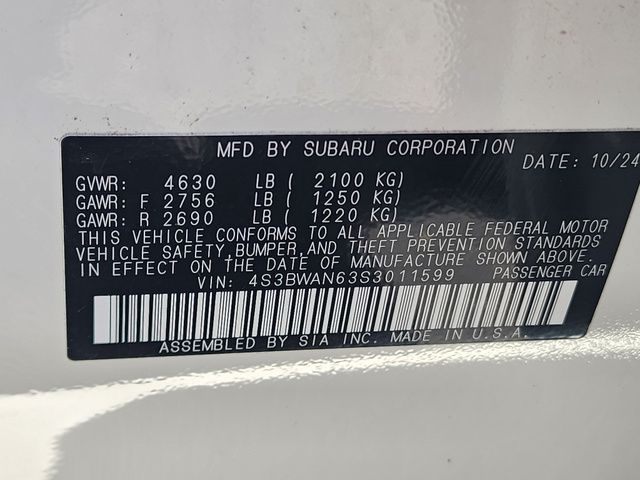 MFD BY SUBARU CORPORATION
DATE: 10/24
GVWR: 4630 LB ( 2100 KG)
GAWR: F 2756 LB ( 1250 KG)
GAWR: R 2690 LB ( 1220 KG)
THIS VEHICLE CONFORMS TO ALL APPLICABLE FEDERAL MOTOR
VEHICLE SAFETY, BUMPER AND THEFT PREVENTION STANDARDS
IN EFFECT ON THE DATE OF MANUFACTURE SHOWN ABOVE.
VIN: 4S3BWAN63S3011599 PASSENGER CAR
ASSEMBLED BY SIA INC. MADE IN U.S.A.